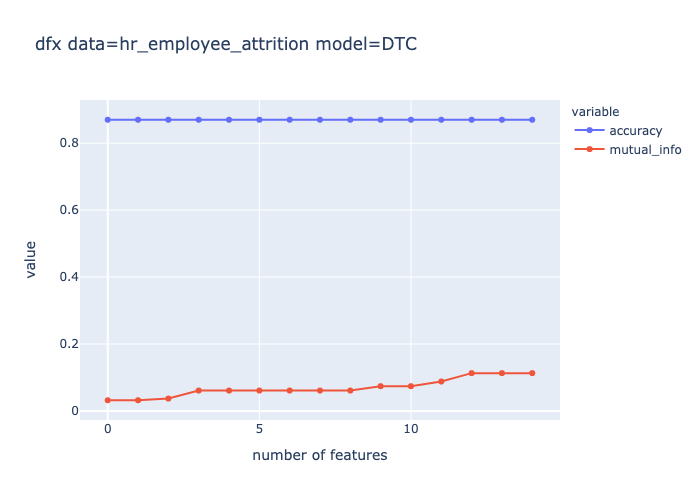 dfx data=hr_employee_attrition model=DTC
variable
accuracy
mutual_info
value
0.8
0.6
0.4
0.2
0
0
5
10
number of features